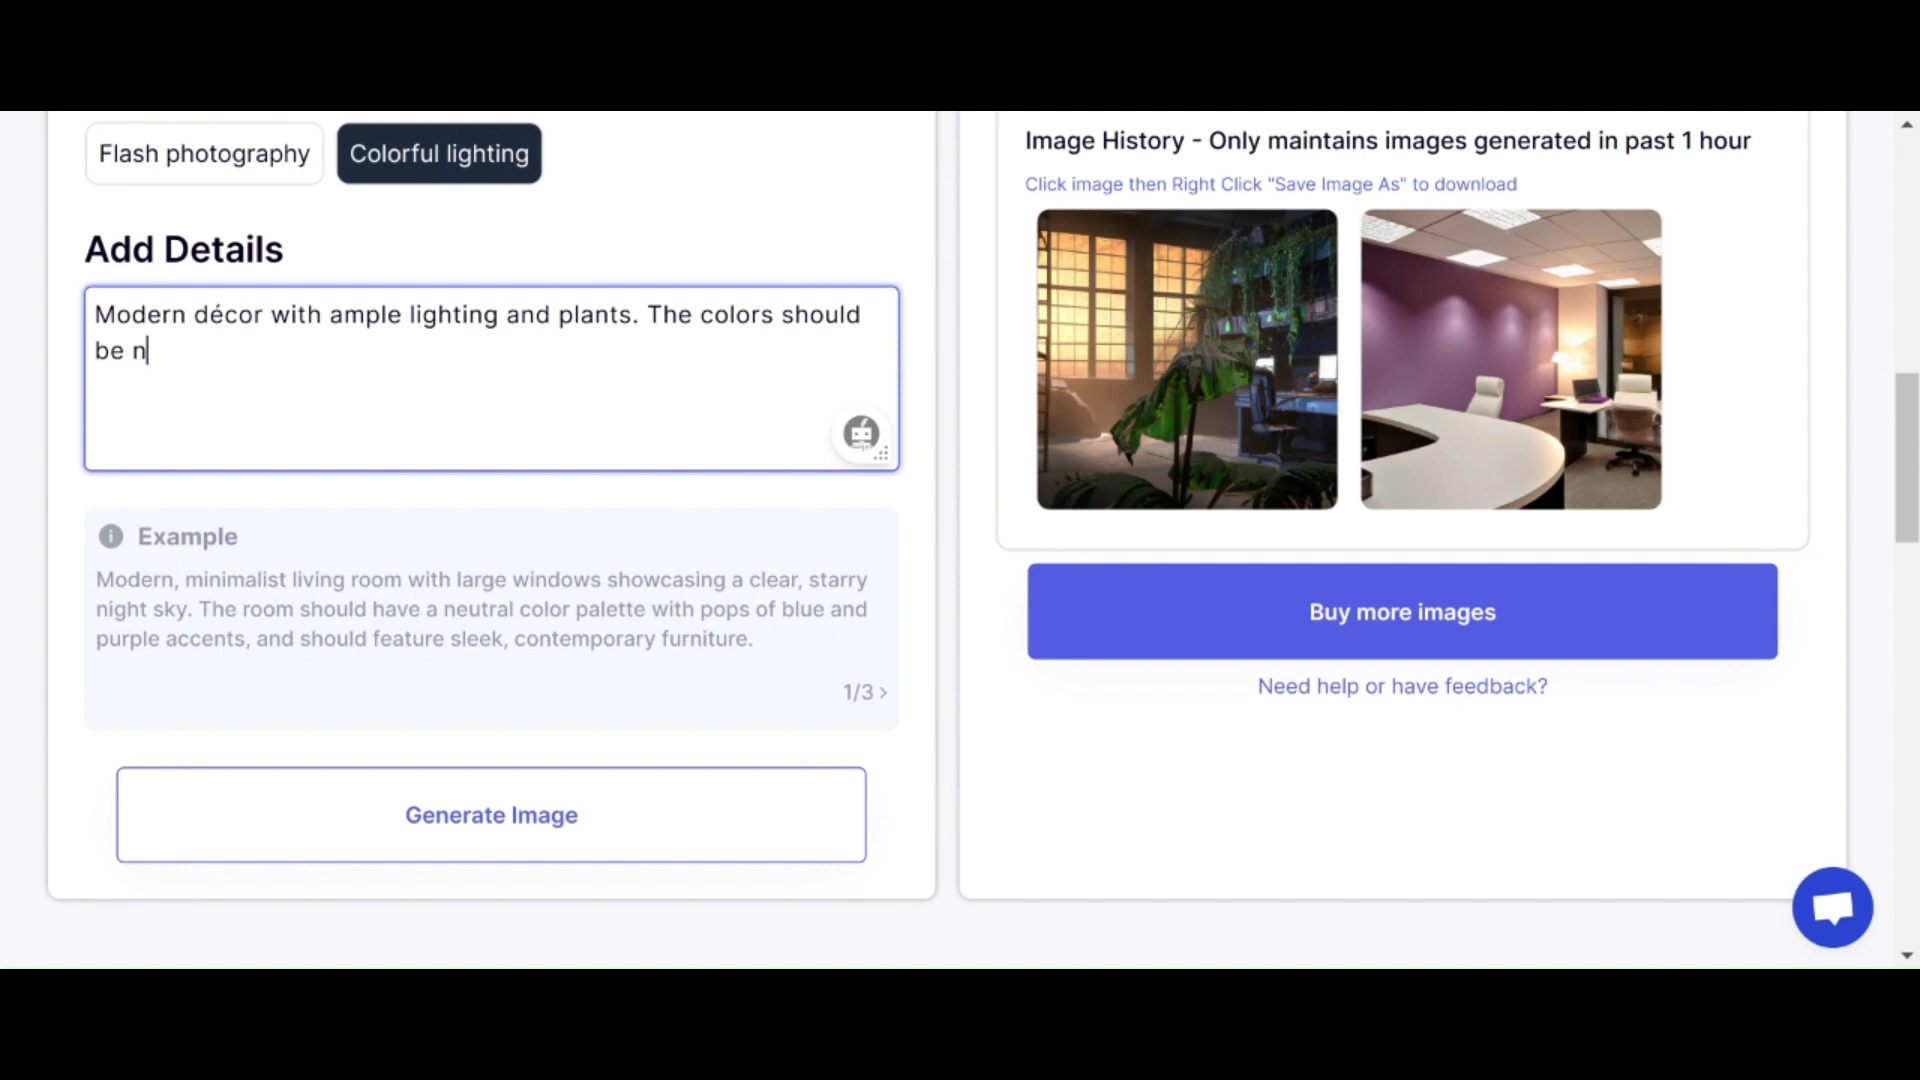 Flash photography
Colorful lighting
Add Details
Modern décor with ample lighting and plants. The colors should
be n
Example
Modern, minimalist living room with large windows showcasing a clear, starry
night sky. The room should have a neutral color palette with pops of blue and
purple accents, and should feature sleek, contemporary furniture.
1/3 >
Generate Image
Image History - Only maintains images generated in past 1 hour
Click image then Right Click "Save Image As" to download
Buy more images
Need help or have feedback?